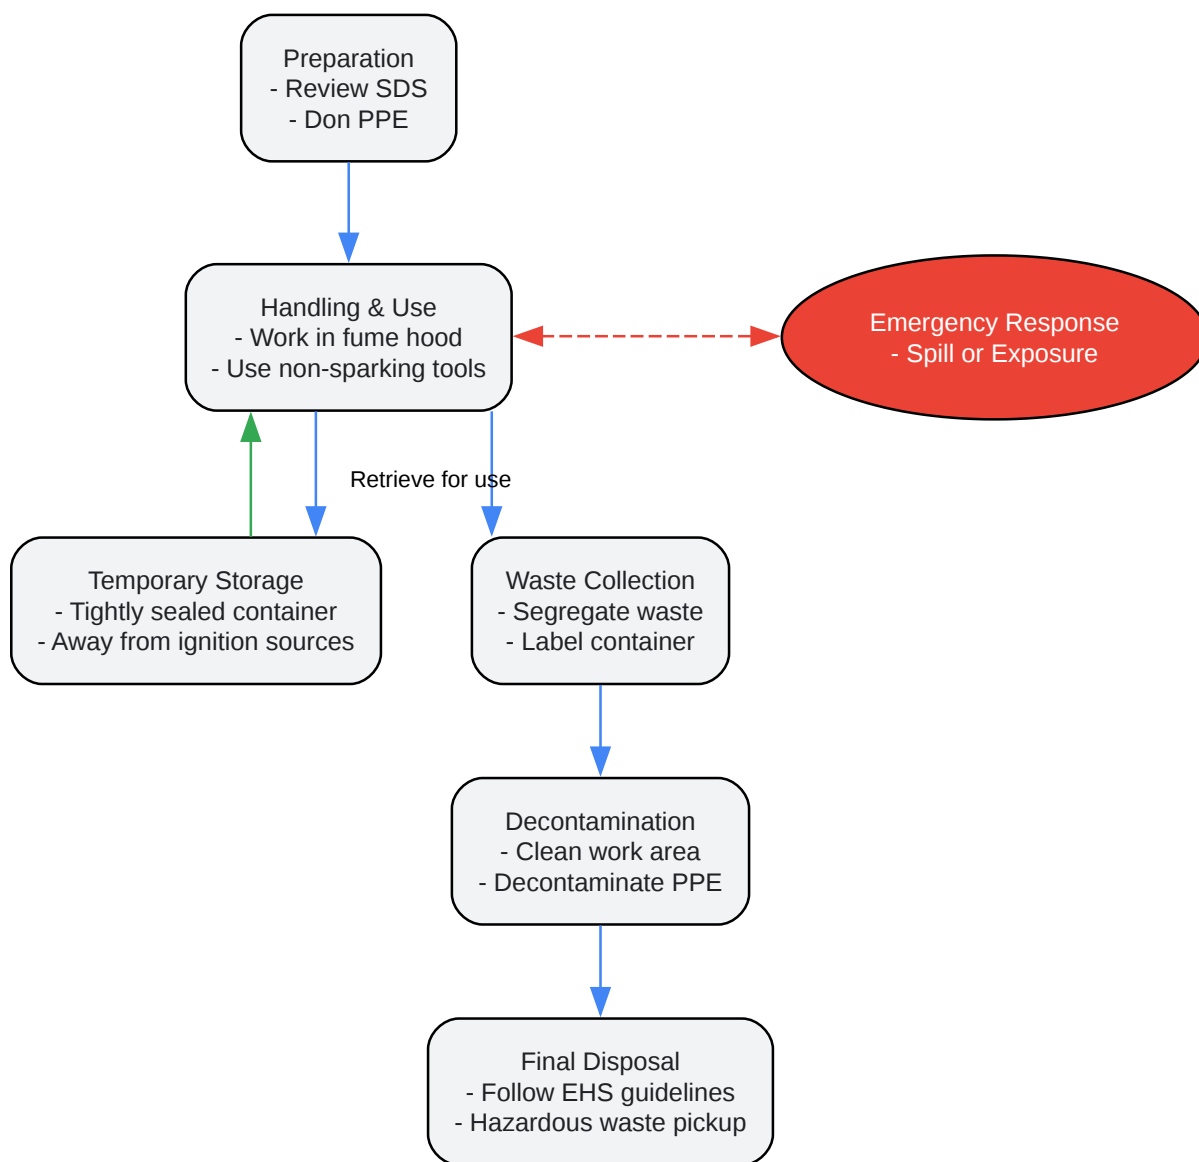 Preparation
- Review SDS
- Don PPE
Handling & Use
- Work in fume hood
- Use non-sparking tools
Emergency Response
- Spill or Exposure
Retrieve for use
Temporary Storage
- Tightly sealed container
- Away from ignition sources
Waste Collection
- Segregate waste
- Label container
Decontamination
- Clean work area
- Decontaminate PPE
Final Disposal
- Follow EHS guidelines
- Hazardous waste pickup